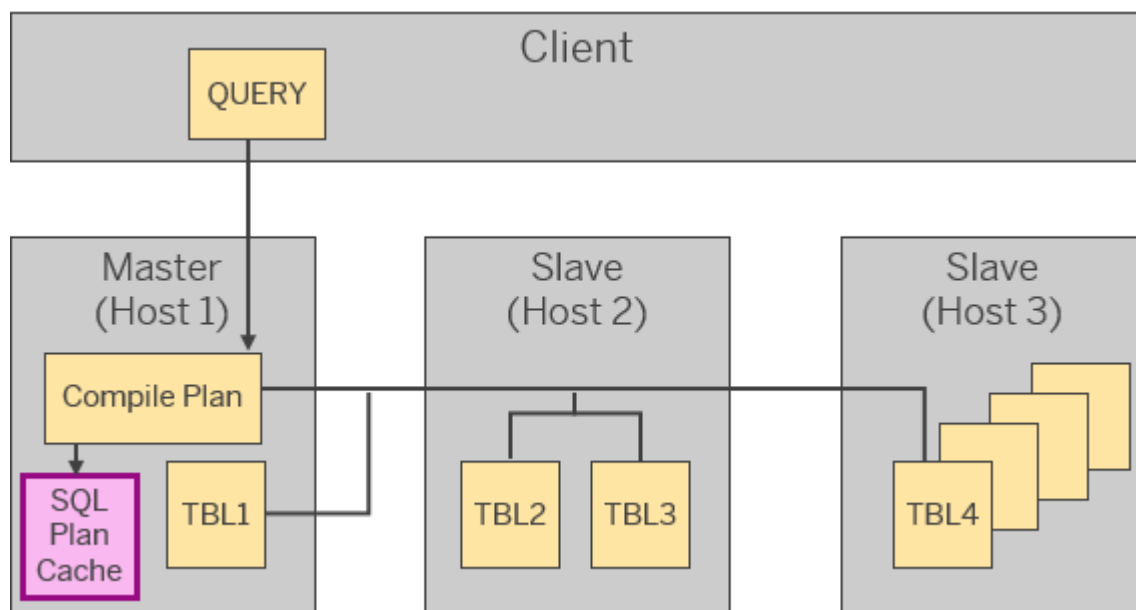 Client
QUERY
Master
(Host 1)
Slave
(Host 2)
Slave
(Host 3)
Compile Plan
SQL
Plan
Cache
TBL1
TBL2
TBL3
TBL4